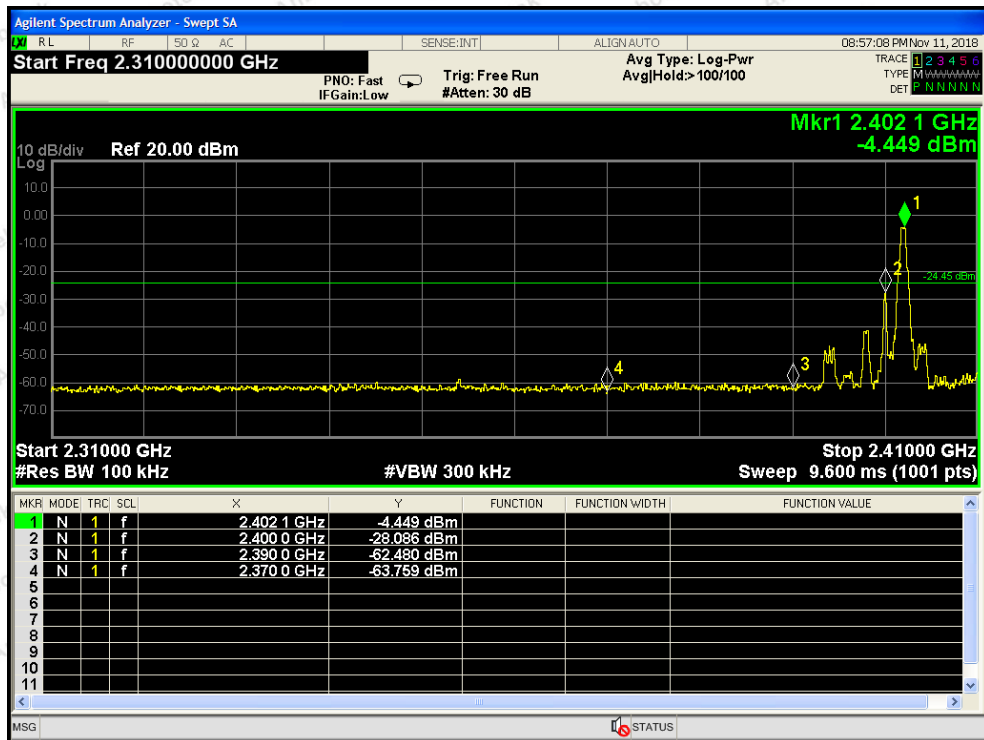 Agilent Spectrum Analyzer - Swept SA
LXI RL RF 50 Ω AC SENSE:INT ALIGN AUTO 08:57:08 PM Nov 11, 2018
Start Freq 2.310000000 GHz
PNO: Fast
IFGain:Low
Trig: Free Run
#Atten: 30 dB
Avg Type: Log-Pwr
Avg|Hold:>100/100
TRACE 1 2 3 4 5 6
TYPE MWWWWW
DET P N N N N N
Mkr1 2.402 1 GHz
-4.449 dBm
10 dB/div Ref 20.00 dBm
Log
10.0
0.00
-10.0
-20.0
-30.0
-40.0
-50.0
-60.0
-70.0
1
2
-24.45 dBm
3
4
Start 2.31000 GHz Stop 2.41000 GHz
#Res BW 100 kHz #VBW 300 kHz Sweep 9.600 ms (1001 pts)
MKR MODE TRC SCL X Y FUNCTION FUNCTION WIDTH FUNCTION VALUE
1 N 1 f 2.402 1 GHz -4.449 dBm
2 N 1 f 2.400 0 GHz -28.086 dBm
3 N 1 f 2.390 0 GHz -62.480 dBm
4 N 1 f 2.370 0 GHz -63.759 dBm
5
6
7
8
9
10
11
MSG STATUS